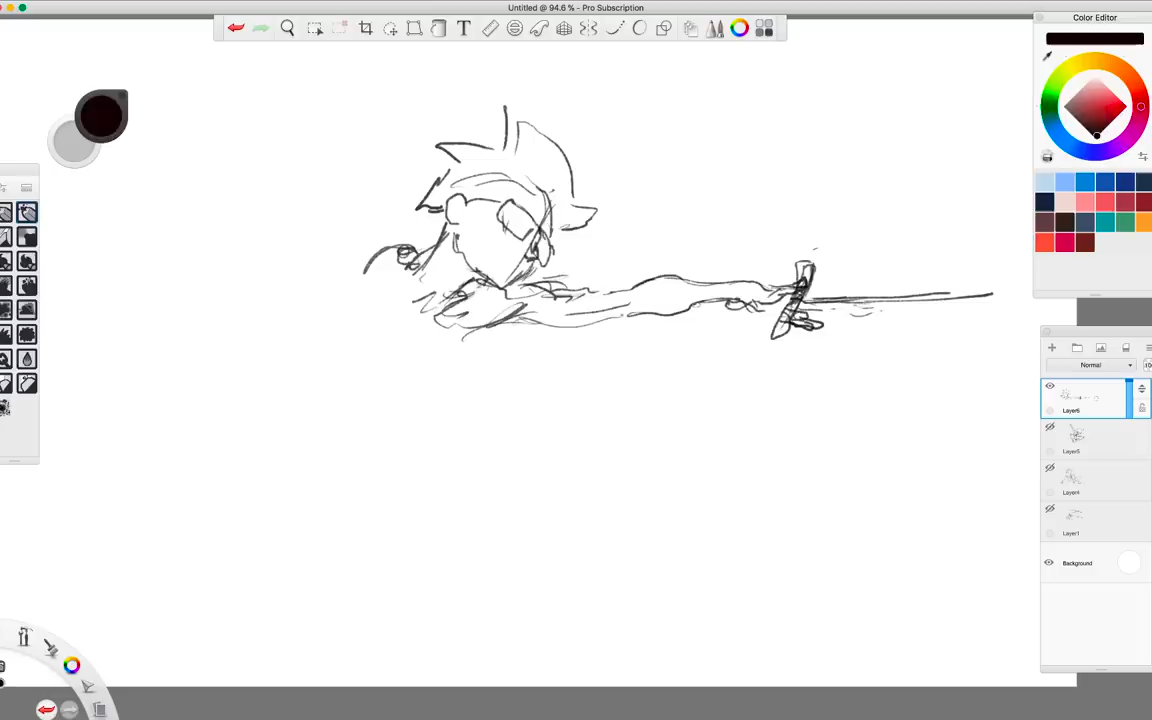 Untitled @ 94.6 % - Pro Subscription
Color Editor
T
Normal
Layer6
Layer5
Layer4
Layer1
Background